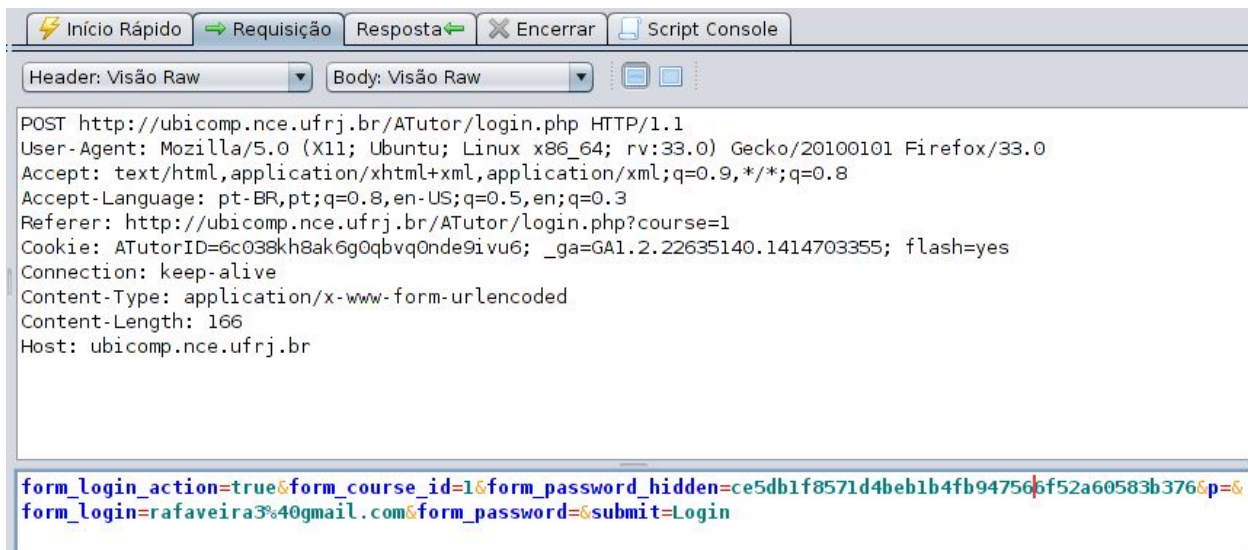 Início Rápido Requisição Resposta Encerrar Script Console
Header: Visão Raw Body: Visão Raw
POST http://ubicomp.nce.ufrj.br/ATutor/login.php HTTP/1.1
User-Agent: Mozilla/5.0 (X11; Ubuntu; Linux x86_64; rv:33.0) Gecko/20100101 Firefox/33.0
Accept: text/html,application/xhtml+xml,application/xml;q=0.9,*/*;q=0.8
Accept-Language: pt-BR,pt;q=0.8,en-US;q=0.5,en;q=0.3
Referer: http://ubicomp.nce.ufrj.br/ATutor/login.php?course=1
Cookie: ATutorID=6c038kh8ak6g0qbvq0nde9ivu6; _ga=GA1.2.22635140.1414703355; flash=yes
Connection: keep-alive
Content-Type: application/x-www-form-urlencoded
Content-Length: 166
Host: ubicomp.nce.ufrj.br
form_login_action=true&form_course_id=1&form_password_hidden=ce5db1f8571d4beb1b4fb947566f52a60583b376&p=&
form_login=rafaveira3%40gmail.com&form_password=&submit=Login